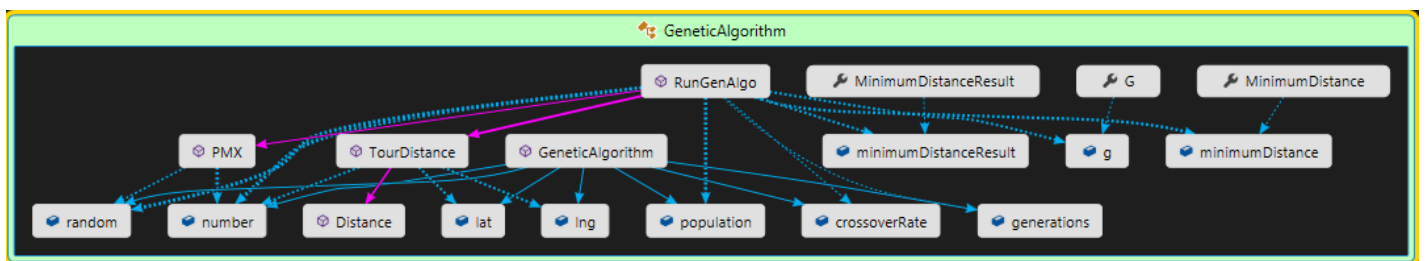 GeneticAlgorithm
RunGenAlgo
MinimumDistanceResult
G
MinimumDistance
PMX
TourDistance
GeneticAlgorithm
minimumDistanceResult
g
minimumDistance
random
number
Distance
lat
lng
population
crossoverRate
generations